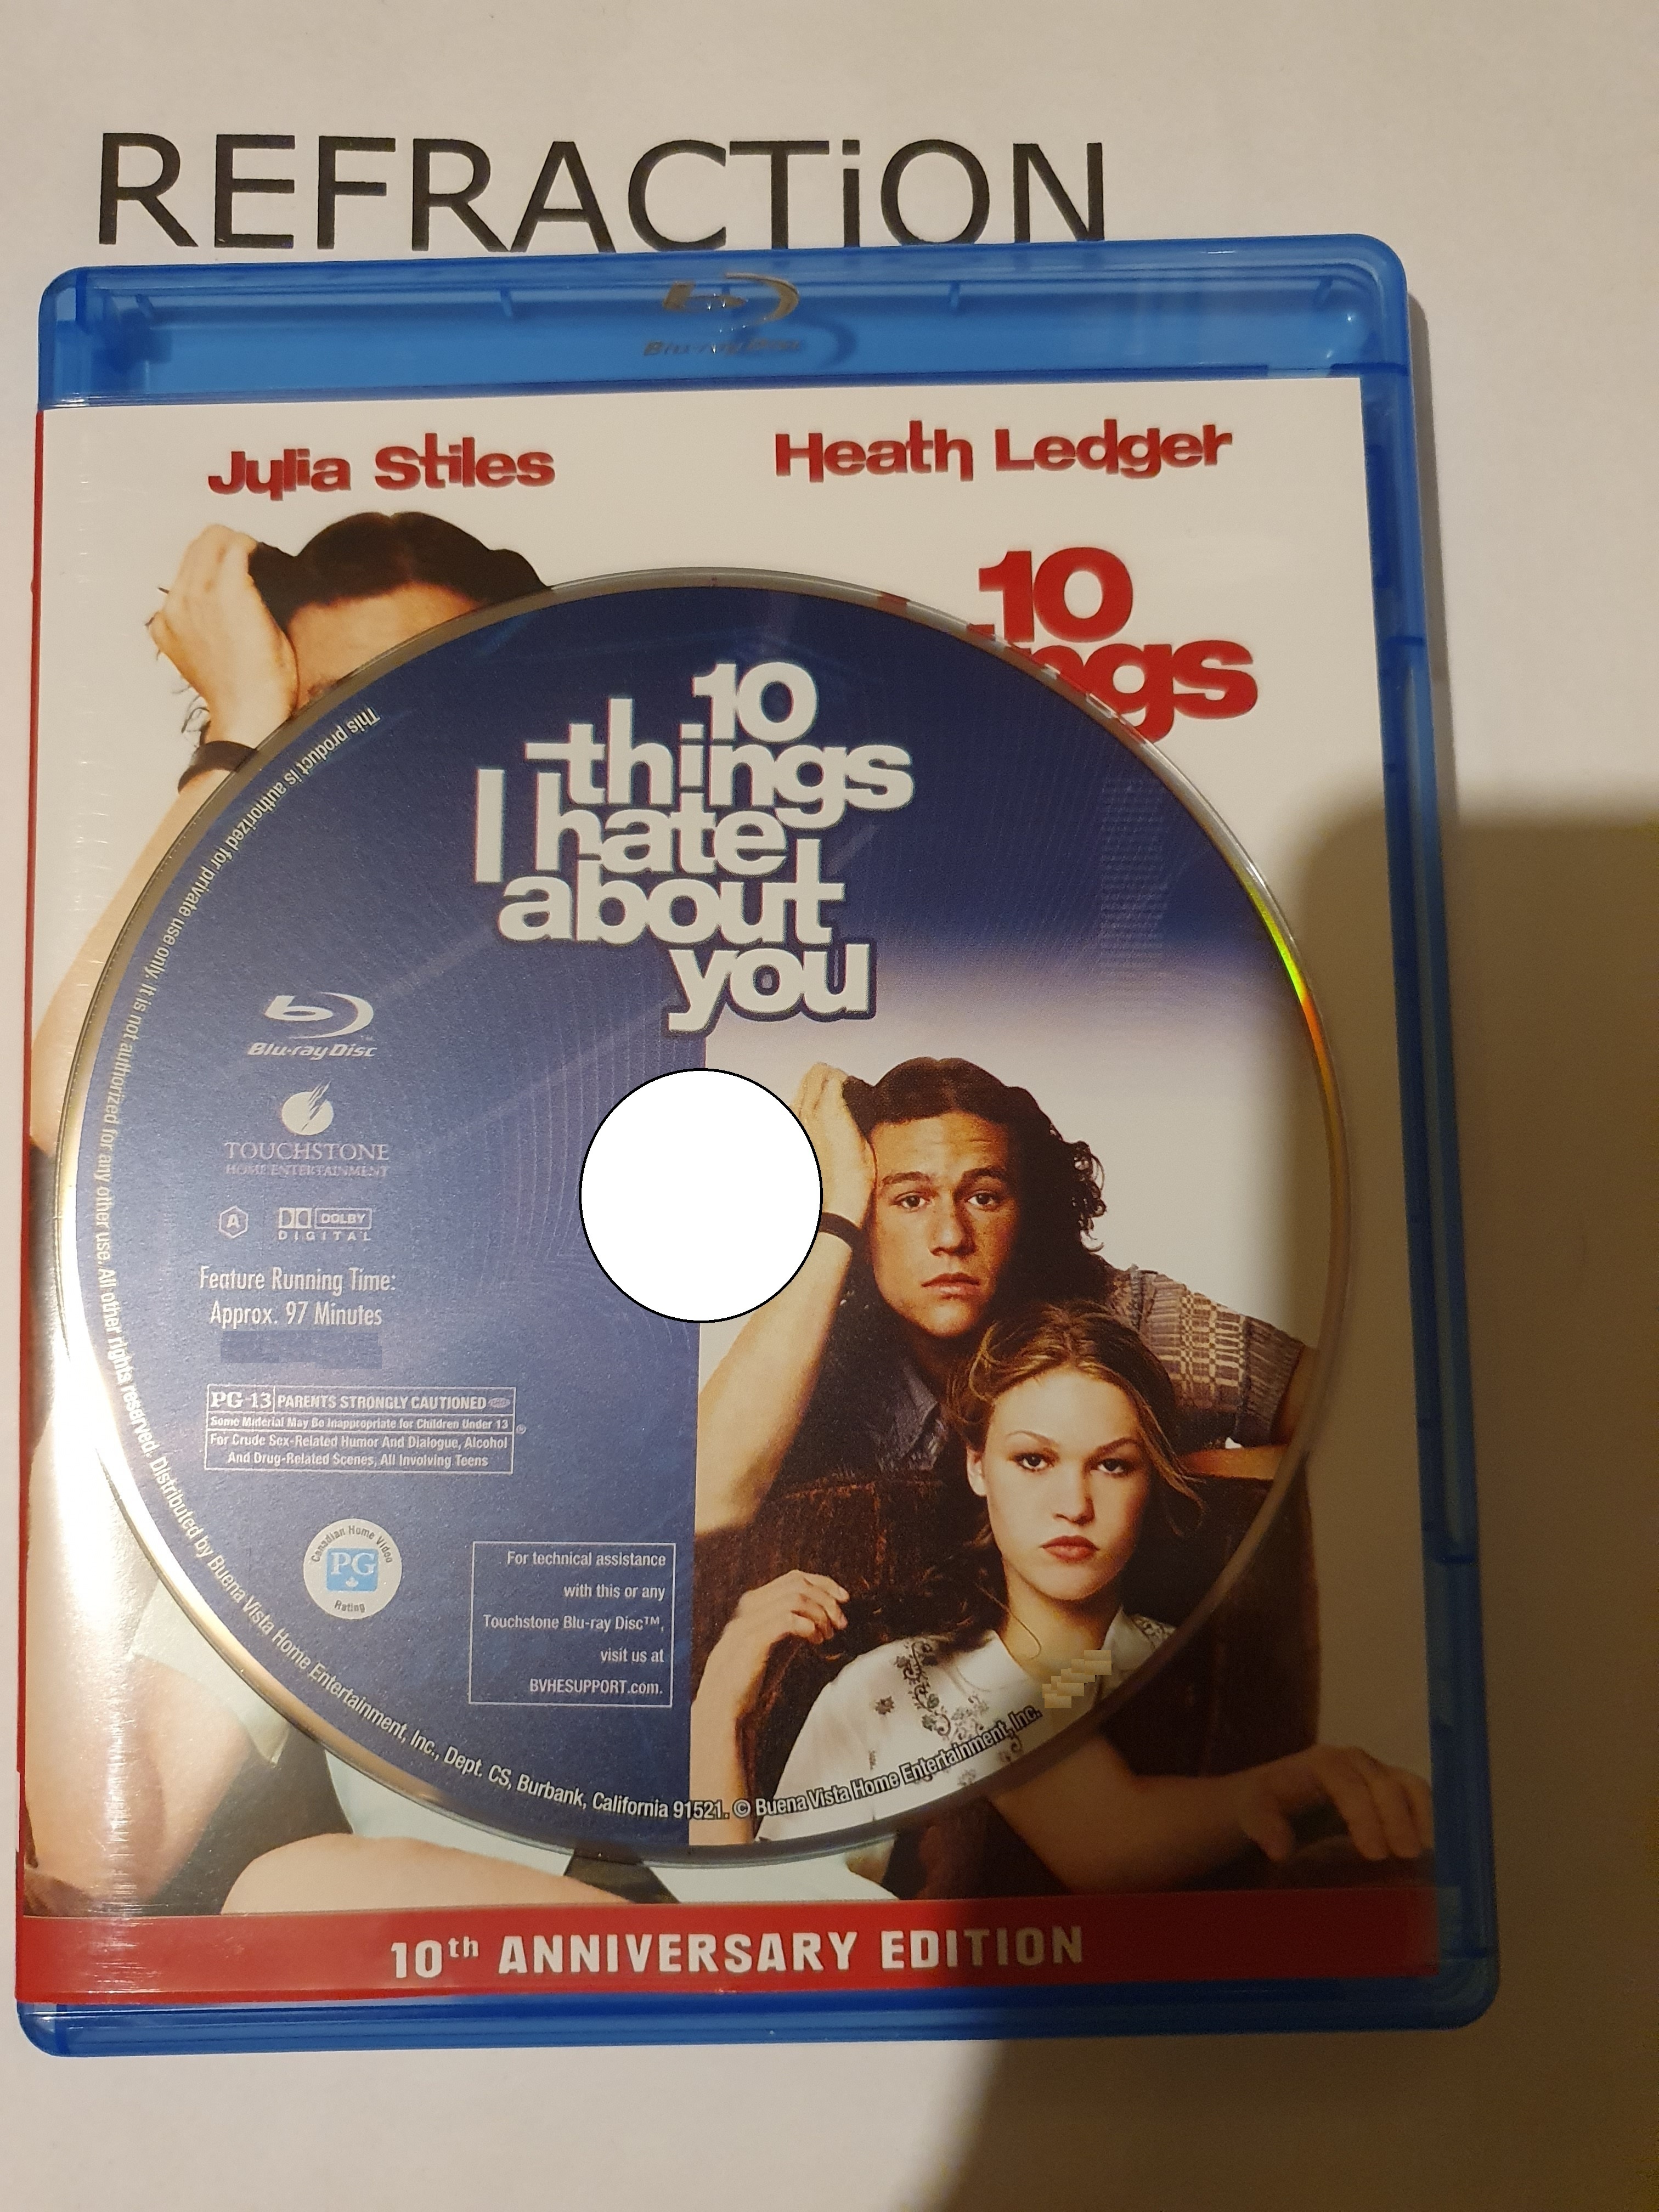 REFRACTiON
Blu-ray Disc
Julia Stiles
Heath Ledger
10
10
things
I hate
about
you
This product is authorized for private use only. It is not authorized for any other use. All other rights reserved. Distributed by Buena Vista Home Entertainment, Inc., Dept. CS, Burbank, California 91521. © Buena Vista Home Entertainment, Inc.
Blu-ray Disc
TOUCHSTONE
HOME ENTERTAINMENT
A
DOLBY
DIGITAL
Feature Running Time:
Approx. 97 Minutes
PG-13 PARENTS STRONGLY CAUTIONED
Some Material May Be Inappropriate for Children Under 13
For Crude Sex-Related Humor And Dialogue, Alcohol
And Drug-Related Scenes, All Involving Teens
Canadian Home Video
PG
Rating
For technical assistance
with this or any
Touchstone Blu-ray Disc™,
visit us at
BVHESUPPORT.com.
10th ANNIVERSARY EDITION